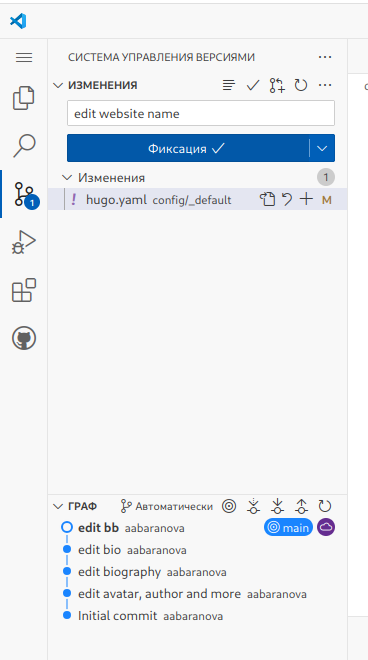 СИСТЕМА УПРАВЛЕНИЯ ВЕРСИЯМИ
ИЗМЕНЕНИЯ
edit website name
Фиксация
Изменения 1
! hugo.yaml config/_default M
1
ГРАФ Автоматически
edit bb aabaranova main
edit bio aabaranova
edit biography aabaranova
edit avatar, author and more aabaranova
Initial commit aabaranova